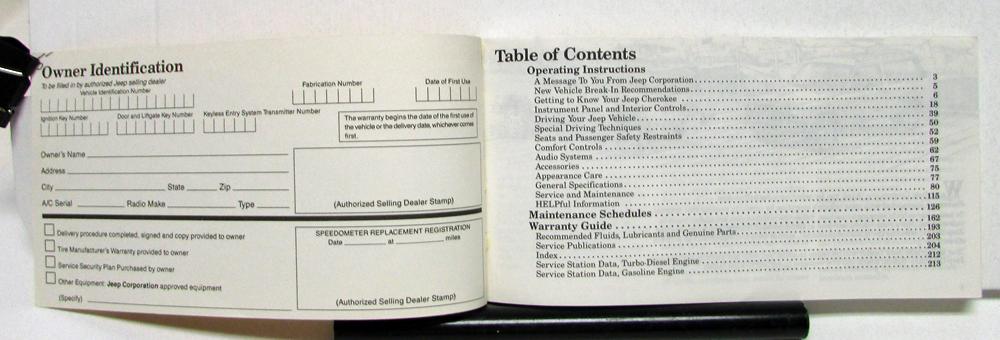 Owner Identification
To be filled in by authorized Jeep selling dealer
Vehicle Identification Number
Fabrication Number
Date of First Use
Ignition Key Number
Door and Liftgate Key Number
Keyless Entry System Transmitter Number
The warranty begins the date of the first use of
the vehicle or the delivery date, whichever comes
first.
Owner's Name
Address
City State Zip
A/C Serial Radio Make Type
(Authorized Selling Dealer Stamp)
Delivery procedure completed, signed and copy provided to owner
Tire Manufacturer's Warranty provided to owner
Service Security Plan Purchased by owner
Other Equipment: Jeep Corporation approved equipment
(Specify)
SPEEDOMETER REPLACEMENT REGISTRATION
Date at miles
(Authorized Selling Dealer Stamp)
Table of Contents
Operating Instructions
A Message To You From Jeep Corporation 3
New Vehicle Break-In Recommendations 5
Getting to Know Your Jeep Cherokee 6
Instrument Panel and Interior Controls 18
Driving Your Jeep Vehicle 39
Special Driving Techniques 50
Seats and Passenger Safety Restraints 52
Comfort Controls 59
Audio Systems 62
Accessories 67
Appearance Care 75
General Specifications 77
Service and Maintenance 80
HELPful Information 115
Maintenance Schedules 126
Warranty Guide 162
Recommended Fluids, Lubricants and Genuine Parts 193
Service Publications 203
Index 204
Service Station Data, Turbo-Diesel Engine 212
Service Station Data, Gasoline Engine 213